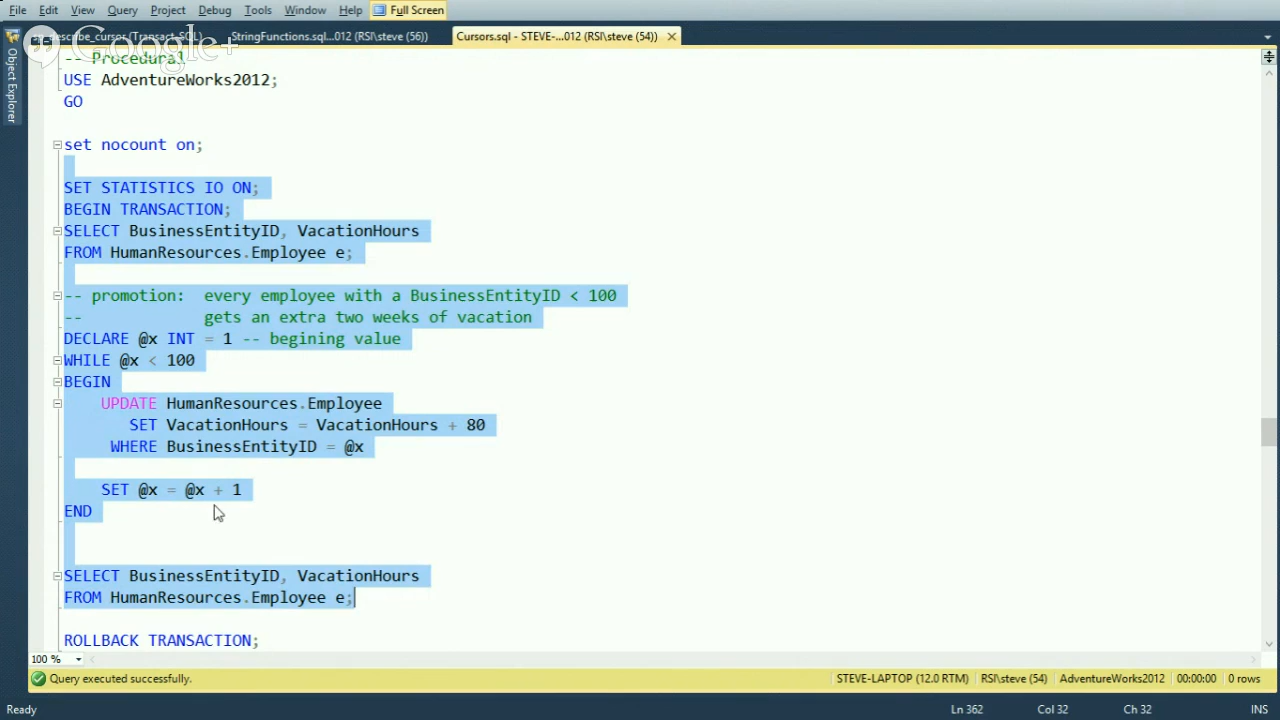 File Edit View Query Project Debug Tools Window Help Full Screen
sp_describe_cursor (Transact-SQL) StringFunctions.sql...012 (RSI\steve (56)) Cursors.sql - STEVE-...012 (RSI\steve (54))
Google+
Object Explorer
-- Procedural
USE AdventureWorks2012;
GO
set nocount on;
SET STATISTICS IO ON;
BEGIN TRANSACTION;
SELECT BusinessEntityID, VacationHours
FROM HumanResources.Employee e;
-- promotion:  every employee with a BusinessEntityID < 100
--             gets an extra two weeks of vacation
DECLARE @x INT = 1 -- begining value
WHILE @x < 100
BEGIN
UPDATE HumanResources.Employee
SET VacationHours = VacationHours + 80
WHERE BusinessEntityID = @x
SET @x = @x + 1
END
SELECT BusinessEntityID, VacationHours
FROM HumanResources.Employee e;
ROLLBACK TRANSACTION;
100 %
Query executed successfully. STEVE-LAPTOP (12.0 RTM) RSI\steve (54) AdventureWorks2012 00:00:00 0 rows
Ready Ln 362 Col 32 Ch 32 INS